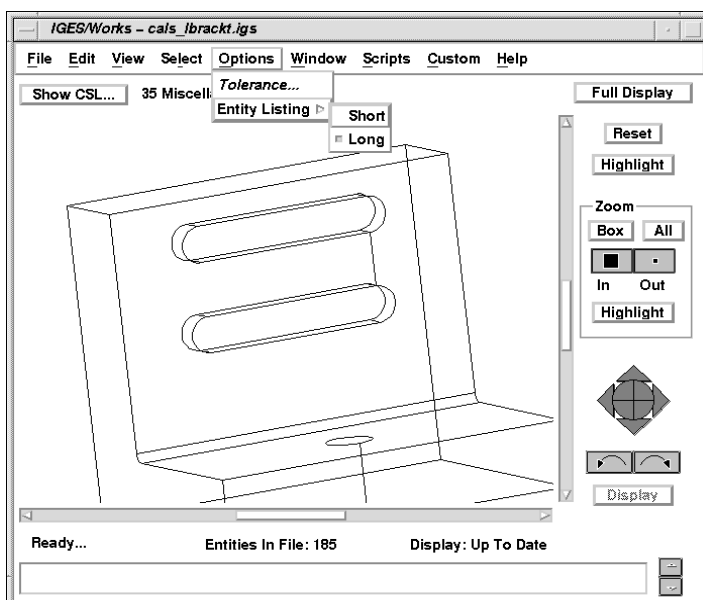 IGES/Works – cals_lbrackt.igs
File Edit View Select Options Window Scripts Custom Help
Show CSL... 35 Miscella
Tolerance...
Entity Listing
Short
Long
Full Display
Reset
Highlight
Zoom
Box All
In Out
Highlight
Display
Ready... Entities In File: 185 Display: Up To Date